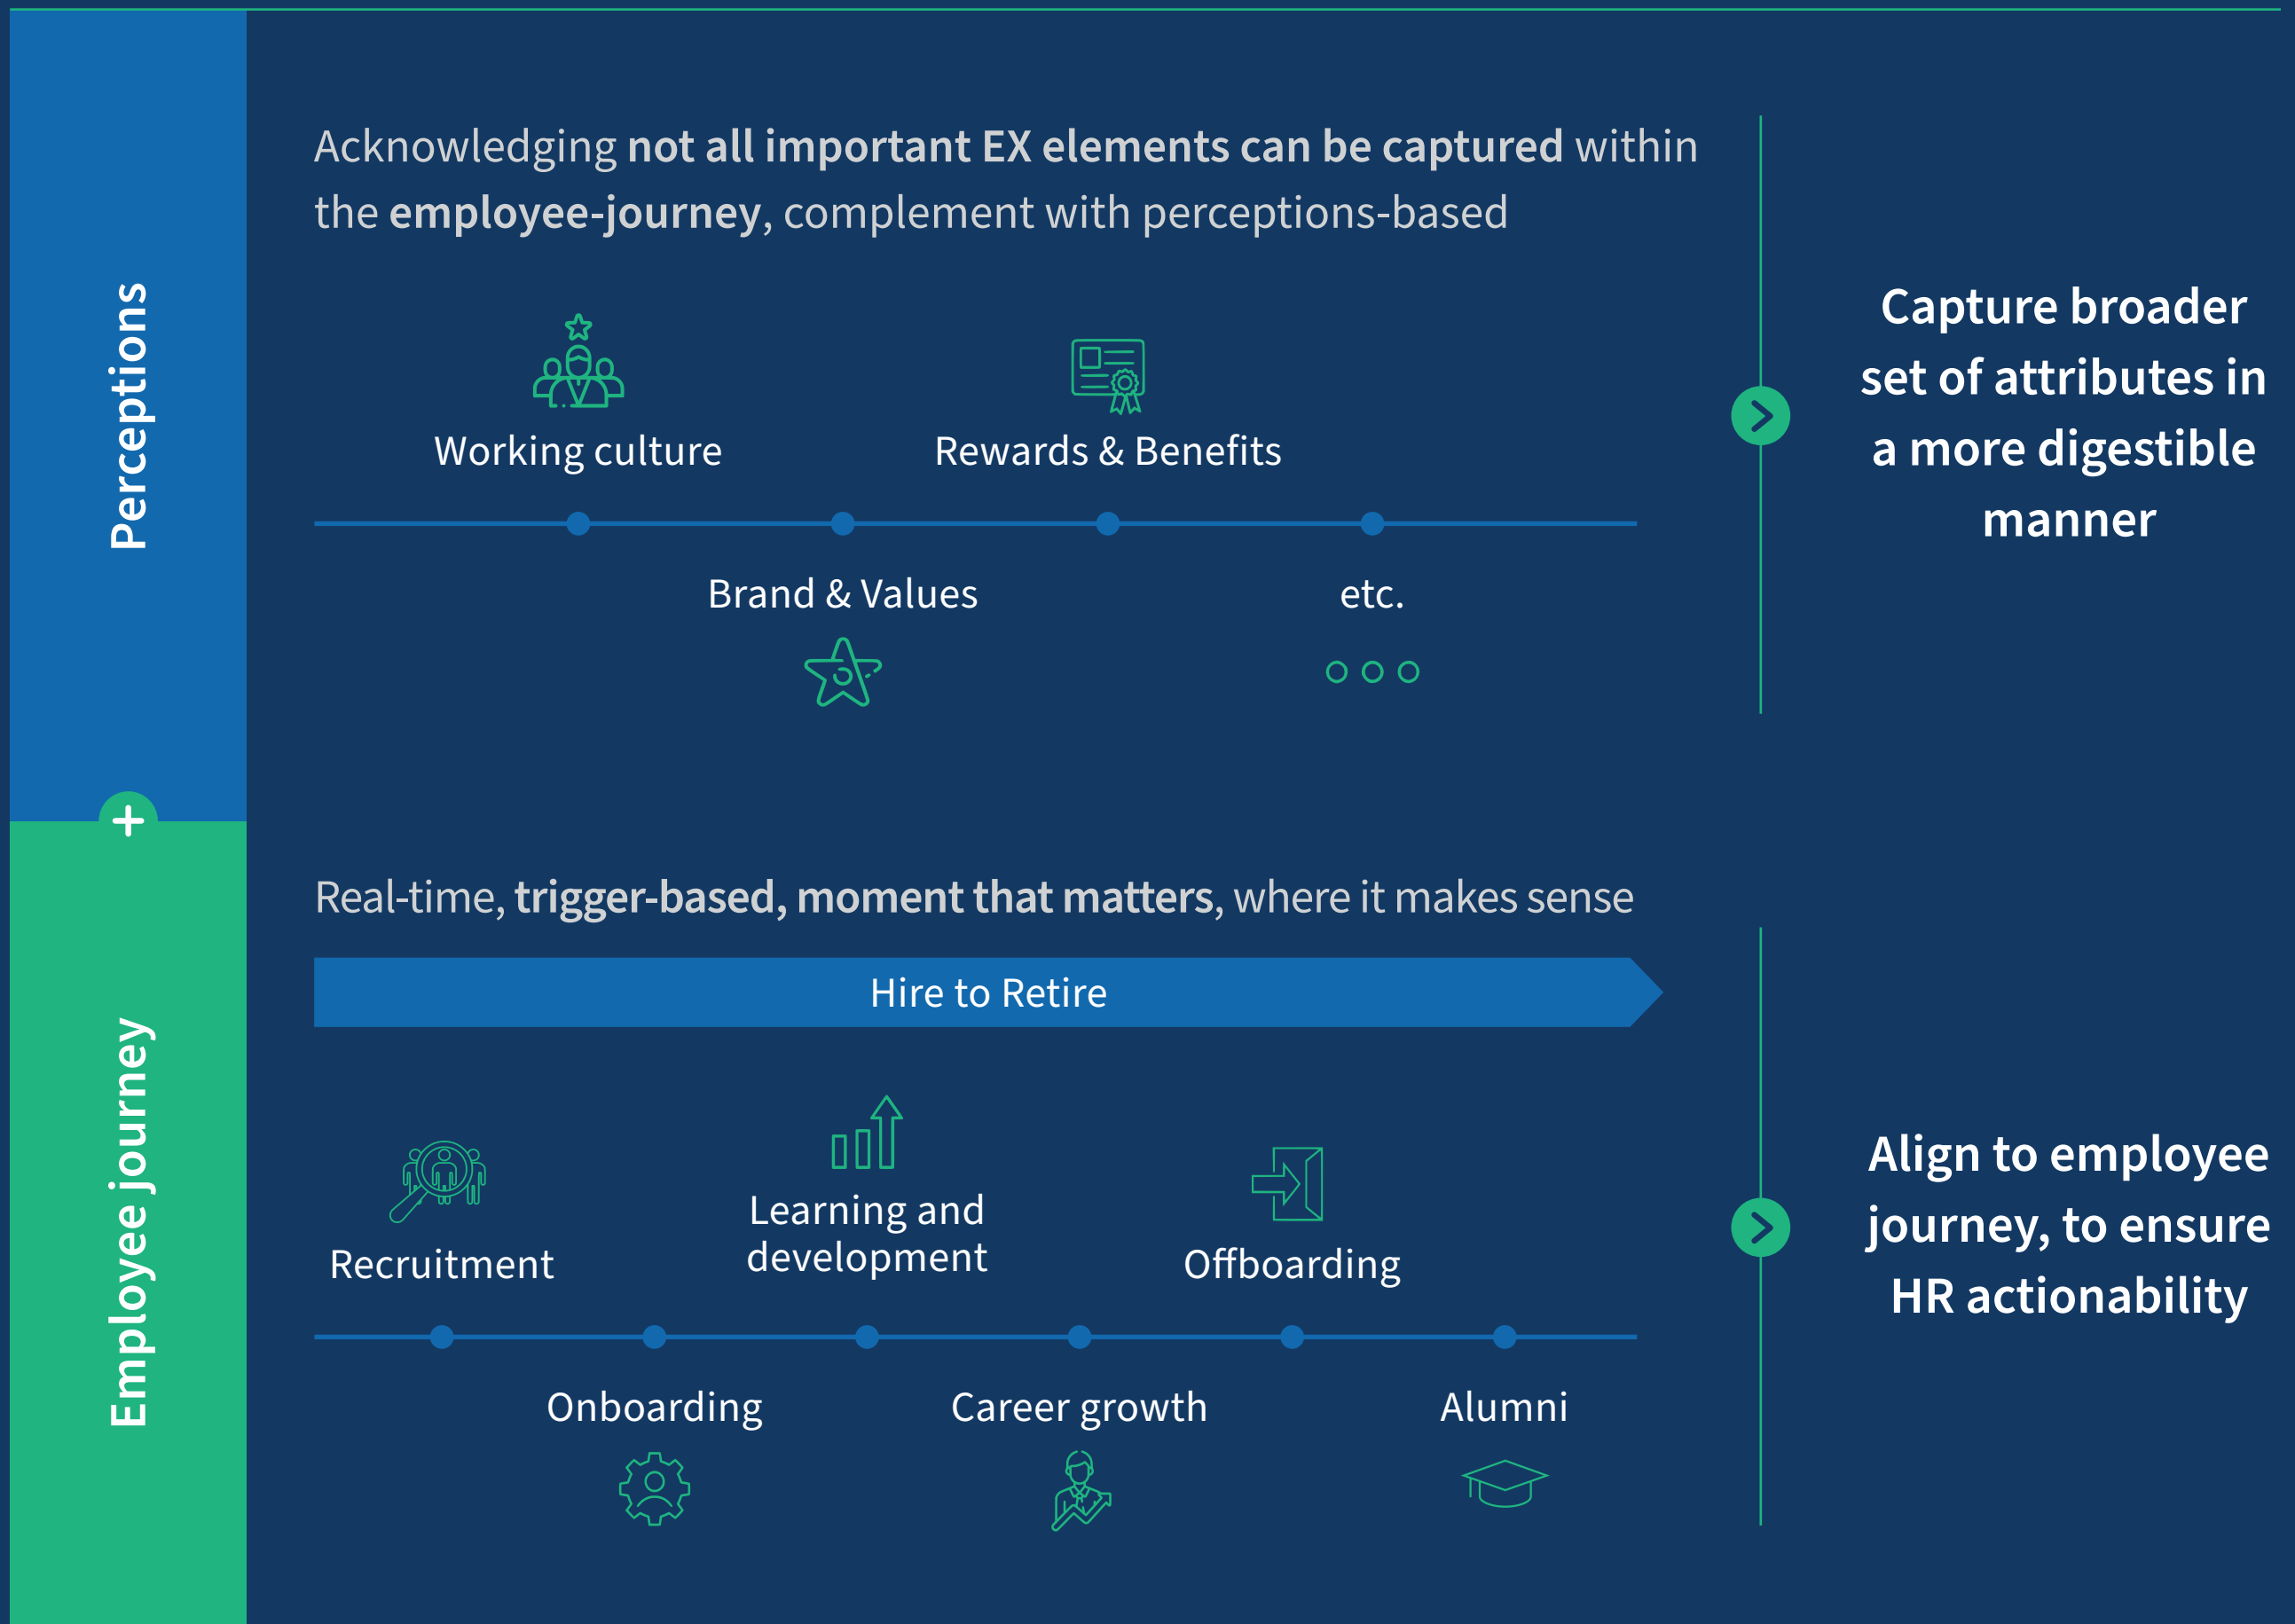 Perceptions
Acknowledging not all important EX elements can be captured within
the employee-journey, complement with perceptions-based
Working culture
Rewards & Benefits
Brand & Values
etc.
Capture broader
set of attributes in
a more digestible
manner
+
Employee journey
Real-time, trigger-based, moment that matters, where it makes sense
Hire to Retire
Recruitment
Learning and
development
Offboarding
Onboarding
Career growth
Alumni
Align to employee
journey, to ensure
HR actionability